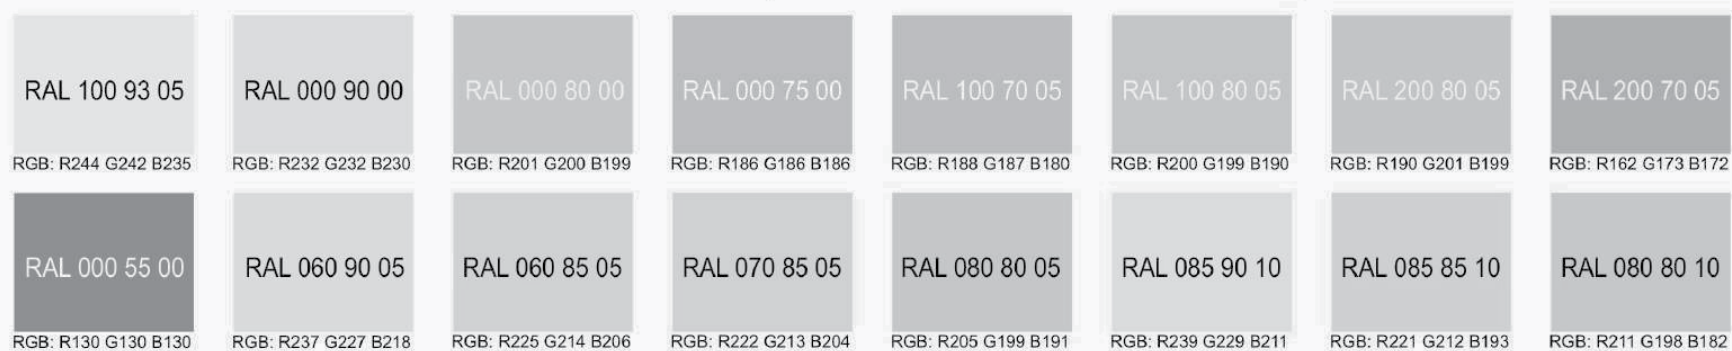 RAL 100 93 05 RAL 000 90 00 RAL 000 80 00 RAL 000 75 00 RAL 100 70 05 RAL 100 80 05 RAL 200 80 05 RAL 200 70 05
RGB: R244 G242 B235 RGB: R232 G232 B230 RGB: R201 G200 B199 RGB: R186 G186 B186 RGB: R188 G187 B180 RGB: R200 G199 B190 RGB: R190 G201 B199 RGB: R162 G173 B172
RAL 000 55 00 RAL 060 90 05 RAL 060 85 05 RAL 070 85 05 RAL 080 80 05 RAL 085 90 10 RAL 085 85 10 RAL 080 80 10
RGB: R130 G130 B130 RGB: R237 G227 B218 RGB: R225 G214 B206 RGB: R222 G213 B204 RGB: R205 G199 B191 RGB: R239 G229 B211 RGB: R221 G212 B193 RGB: R211 G198 B182